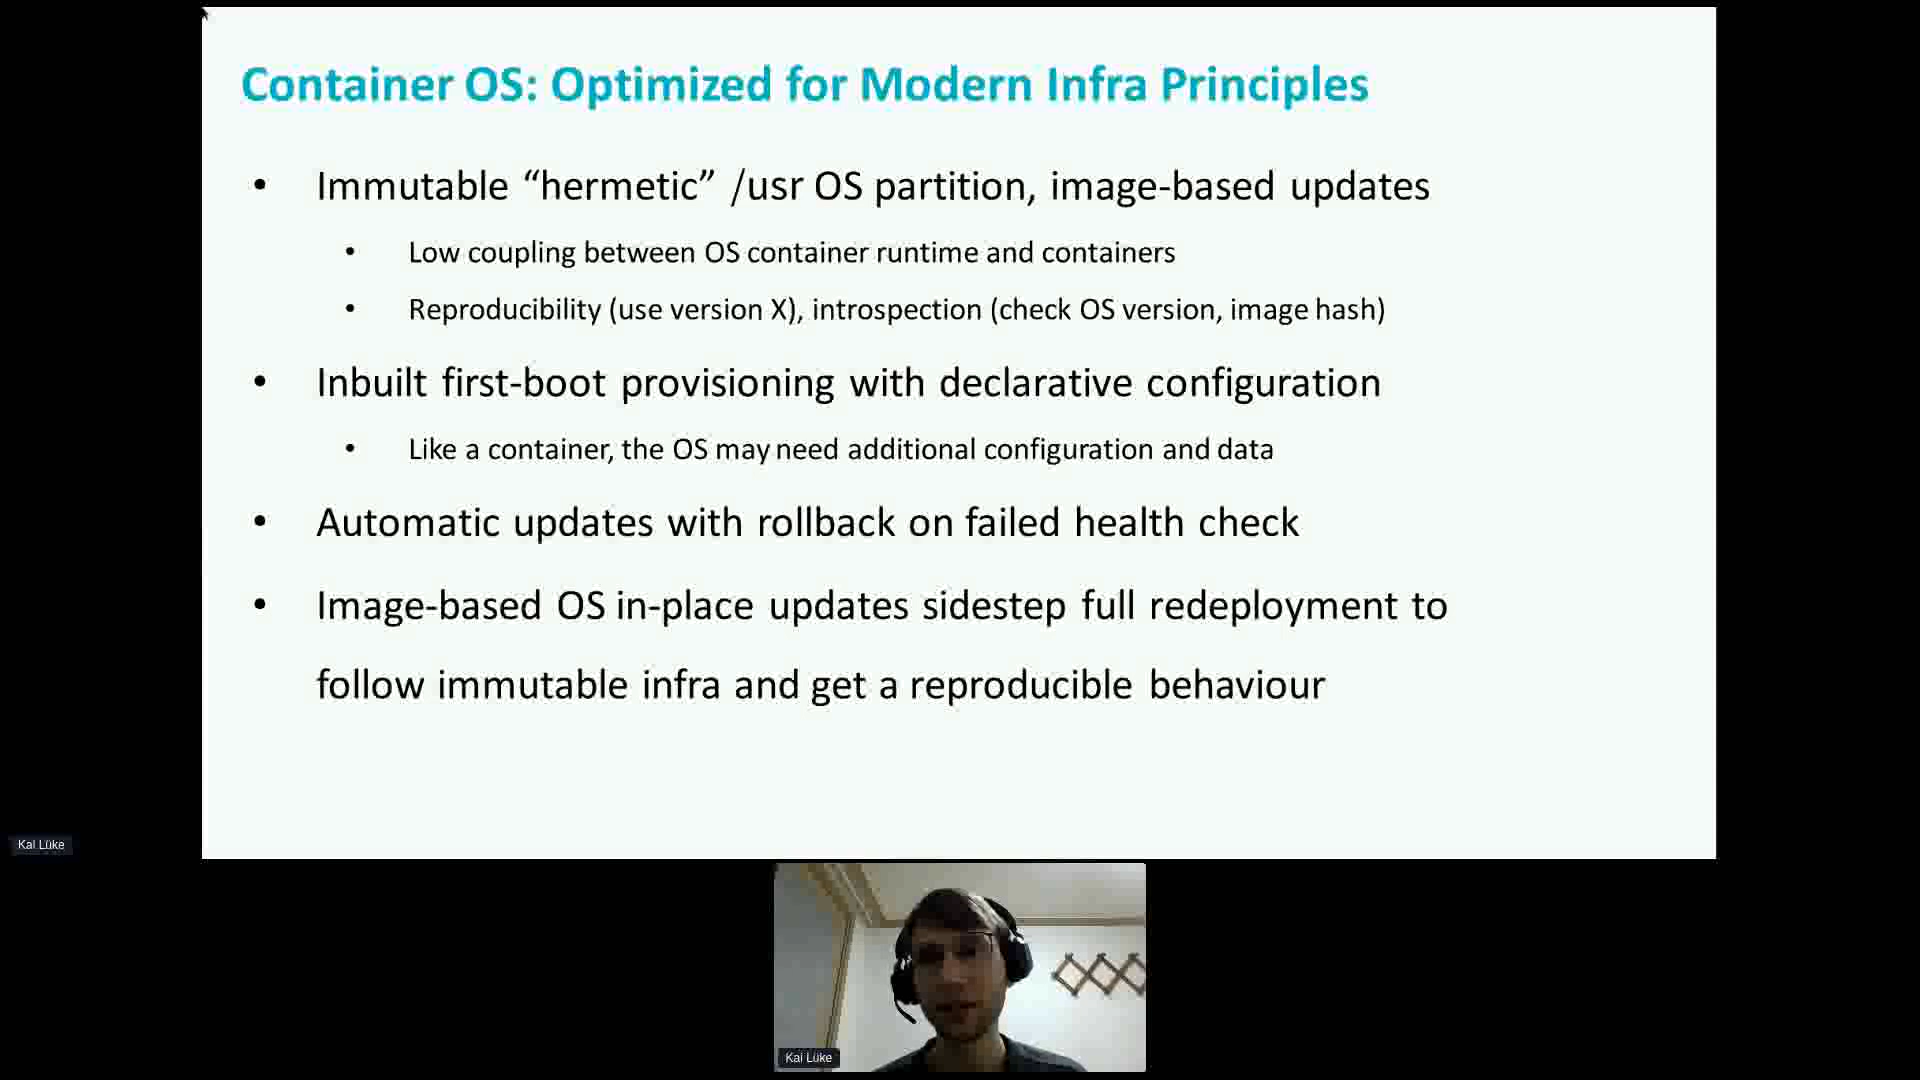 Container OS: Optimized for Modern Infra Principles
• Immutable “hermetic” /usr OS partition, image-based updates
• Low coupling between OS container runtime and containers
• Reproducibility (use version X), introspection (check OS version, image hash)
• Inbuilt first-boot provisioning with declarative configuration
• Like a container, the OS may need additional configuration and data
• Automatic updates with rollback on failed health check
• Image-based OS in-place updates sidestep full redeployment to
follow immutable infra and get a reproducible behaviour
Kai Lüke
Kai Lüke